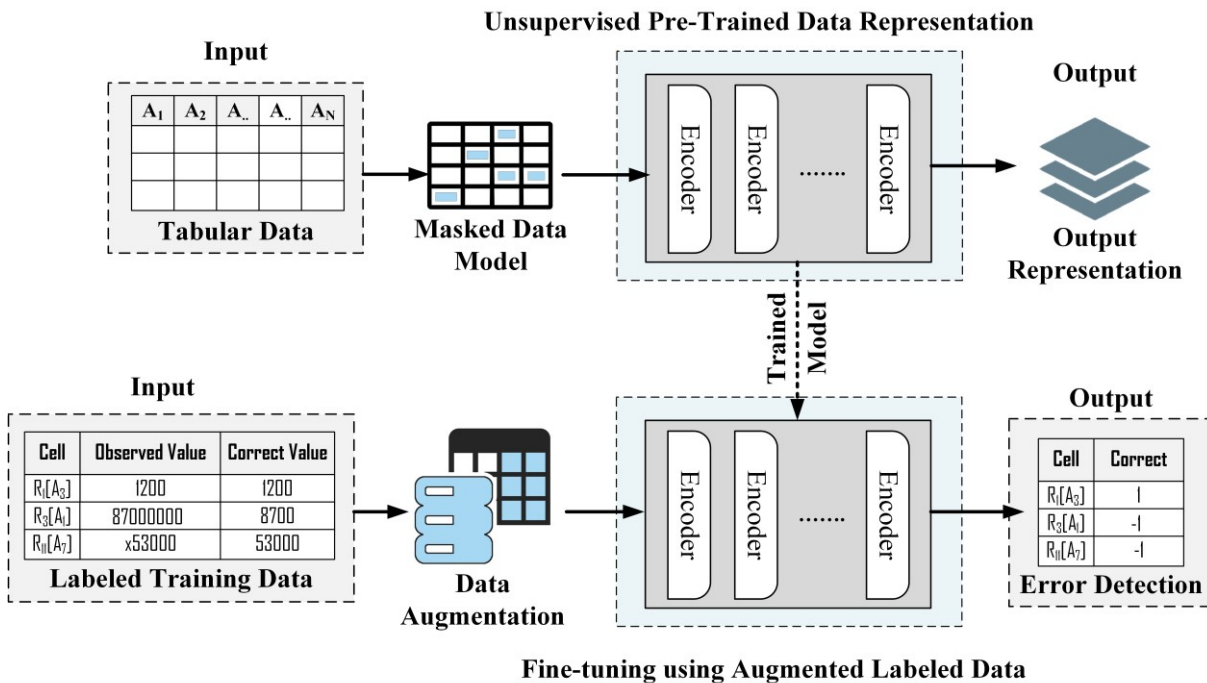 Unsupervised Pre-Trained Data Representation
Input
A1 A2 A.. A.. AN
Tabular Data
Masked Data
Model
Encoder
Encoder
.......
Encoder
Output
Output
Representation
Trained
Model
Input
Cell Observed Value Correct Value
R1[A3] 1200 1200
R3[A1] 87000000 8700
R11[A7] x53000 53000
Labeled Training Data
Data
Augmentation
Encoder
Encoder
.......
Encoder
Output
Cell Correct
R1[A3] 1
R3[A1] -1
R11[A7] -1
Error Detection
Fine-tuning using Augmented Labeled Data